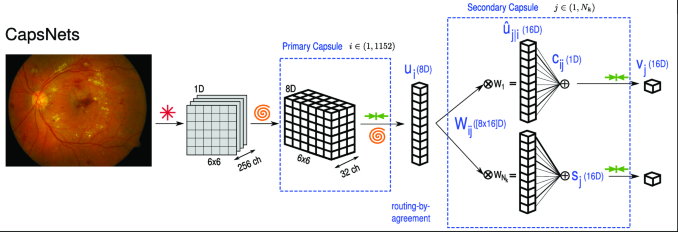 CapsNets
1D
6x6
256 ch
Primary Capsule i ∈ (1, 1152)
8D
6x6
32 ch
u_i (8D)
routing-by-
agreement
W_ij ([8x16]D)
Secondary Capsule j ∈ (1, N_k)
û_j|i (16D)
C_ij (1D)
v_j (16D)
⊗ W_1 =
⊕
⊗ W_Nk =
⊕ S_j (16D)